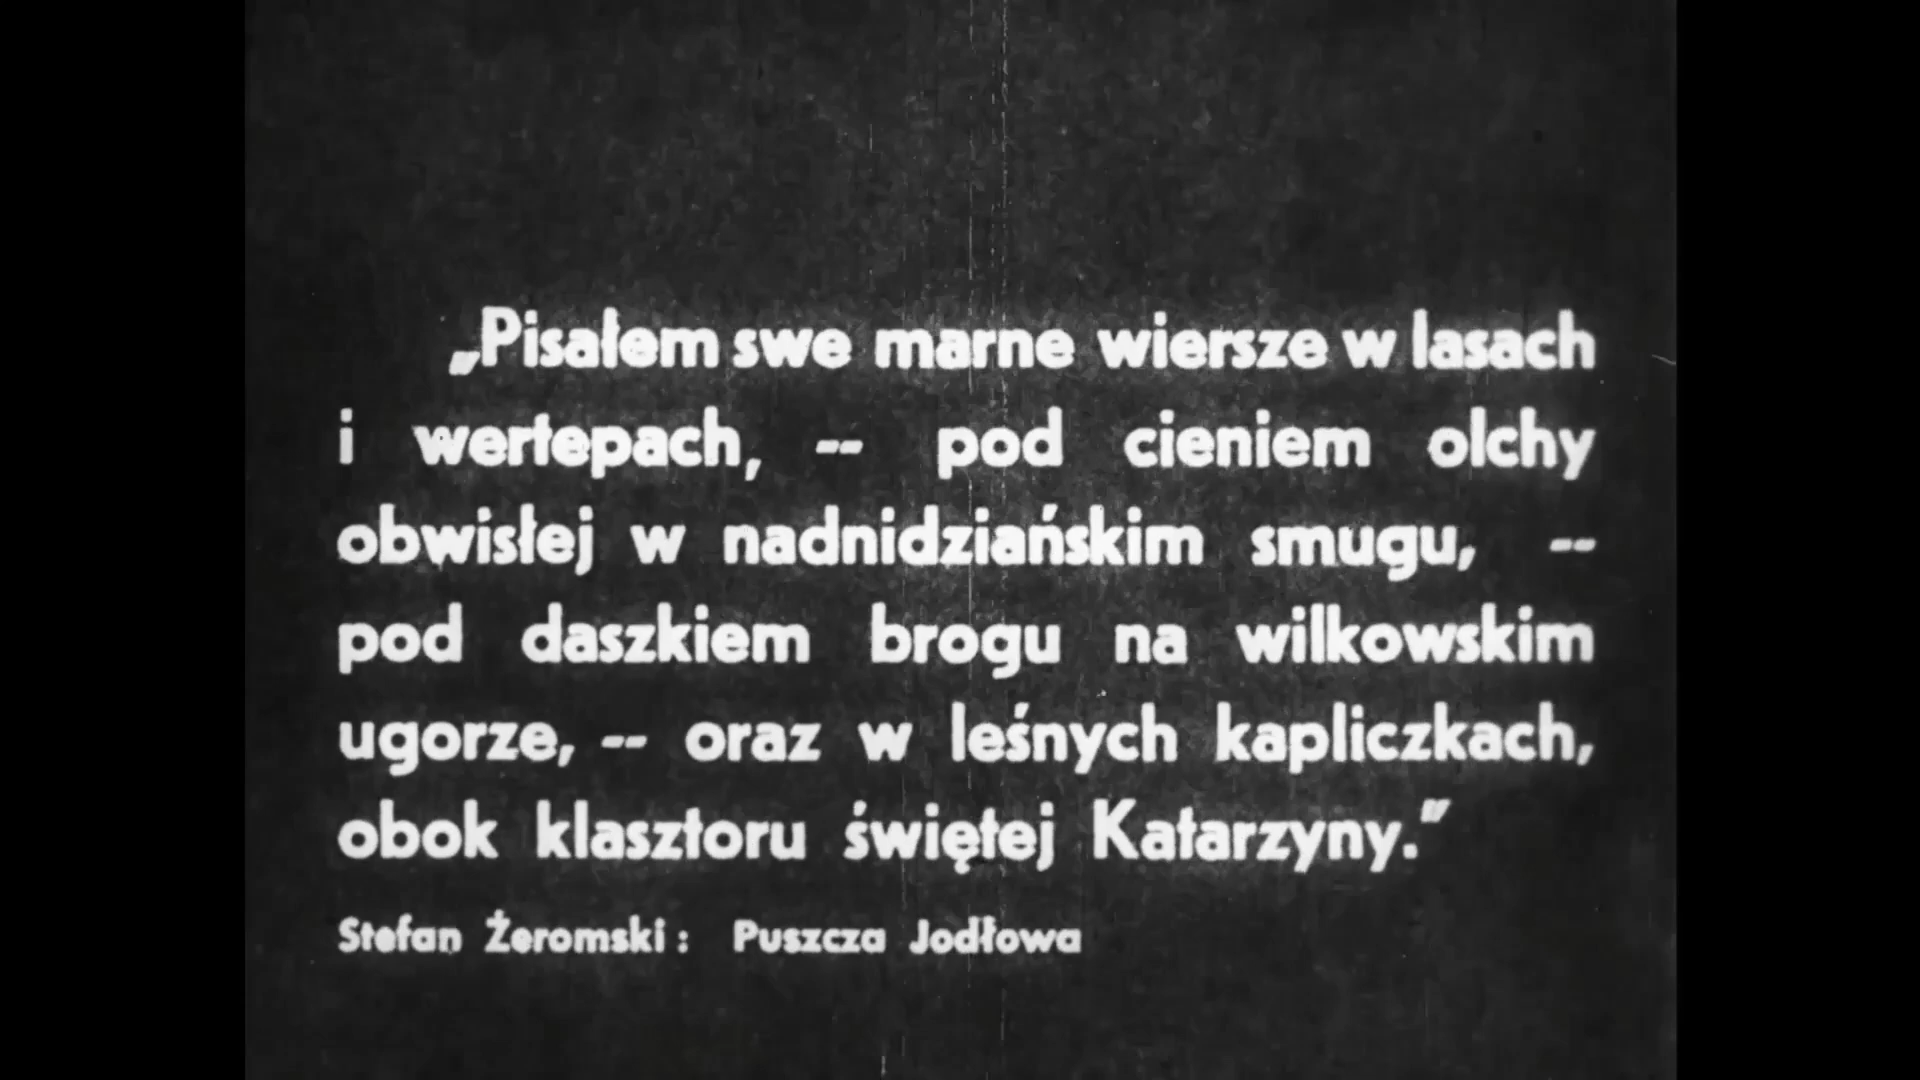 „Pisałem swe marne wiersze w lasach
i wertepach, -- pod cieniem olchy
obwisłej w nadnidziańskim smugu, --
pod daszkiem brogu na wilkowskim
ugorze, -- oraz w leśnych kapliczkach,
obok klasztoru świętej Katarzyny.”
Stefan Żeromski: Puszcza Jodłowa